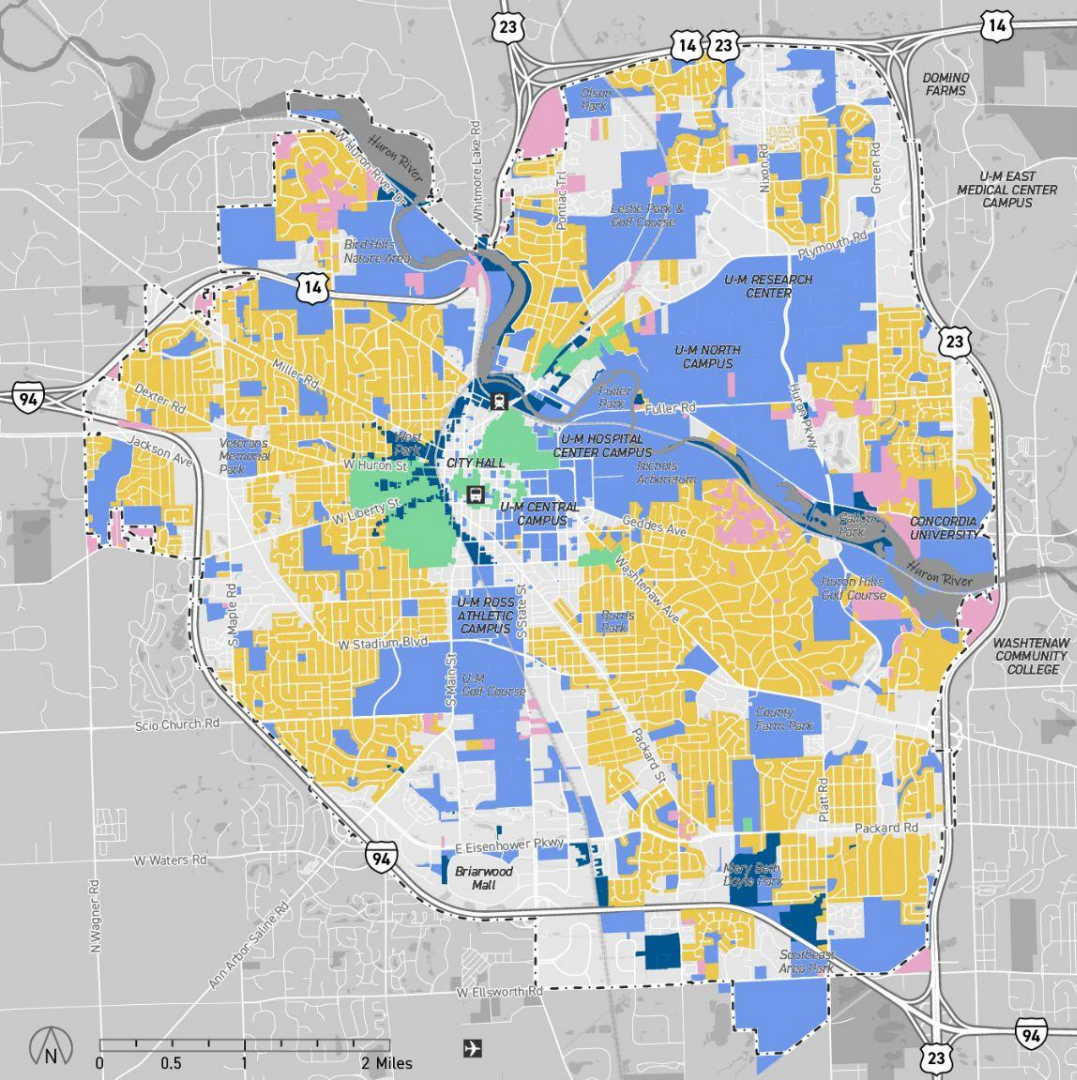 23
14
14
23
DOMINO
FARMS
Olson
Park
Huron River
W Huron River Dr
Whitmore Lake Rd
Pontiac Trl
Nixon Rd
Green Rd
U-M EAST
MEDICAL CENTER
CAMPUS
Leslie Park &
Golf Course
Bird Hills
Nature Area
Plymouth Rd
14
U-M RESEARCH
CENTER
23
U-M NORTH
CAMPUS
Miller Rd
94
Dexter Rd
Fuller
Park
Fuller Rd
Huron Pkwy
Jackson Ave
Veterans
Memorial
Park
West
Park
W Huron St
CITY HALL
U-M HOSPITAL
CENTER CAMPUS
Nichols
Arboretum
W Liberty St
U-M CENTRAL
CAMPUS
Geddes Ave
Gallup
Park
CONCORDIA
UNIVERSITY
Washtenaw Ave
Huron River
Huron Hills
Golf Course
S Maple Rd
U-M ROSS
ATHLETIC
CAMPUS
S State St
Burns
Park
W Stadium Blvd
WASHTENAW
COMMUNITY
COLLEGE
S Main St
U-M
Golf Course
Scio Church Rd
County
Farm Park
Packard St
Platt Rd
Packard Rd
E Eisenhower Pkwy
94
W Waters Rd
Briarwood
Mall
Mary Beth
Doyle Park
N Wagner Rd
Ann Arbor Saline Rd
Southeast
Area Park
W Ellsworth Rd
94
23
N
0
0.5
1
2 Miles